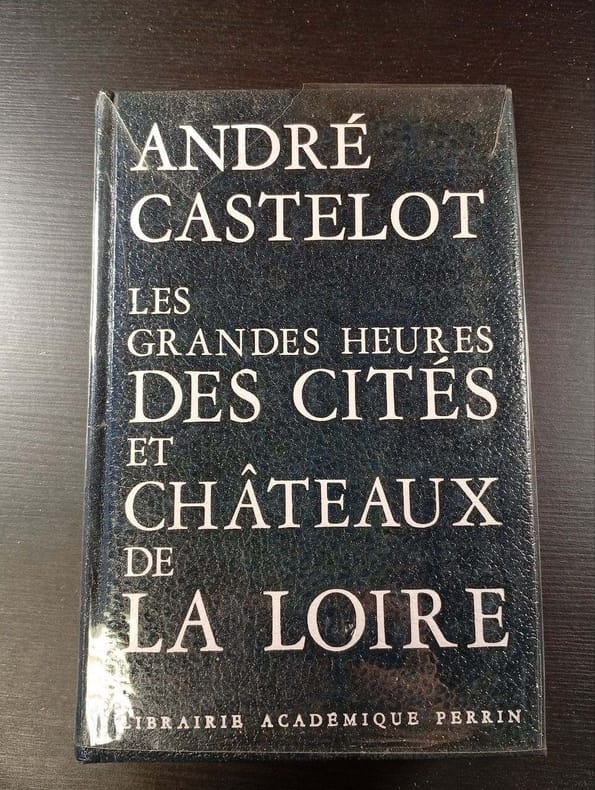 ANDRÉ
CASTELOT
LES
GRANDES HEURES
DES CITÉS
ET
CHÂTEAUX
DE
LA LOIRE
LIBRAIRIE ACADÉMIQUE PERRIN